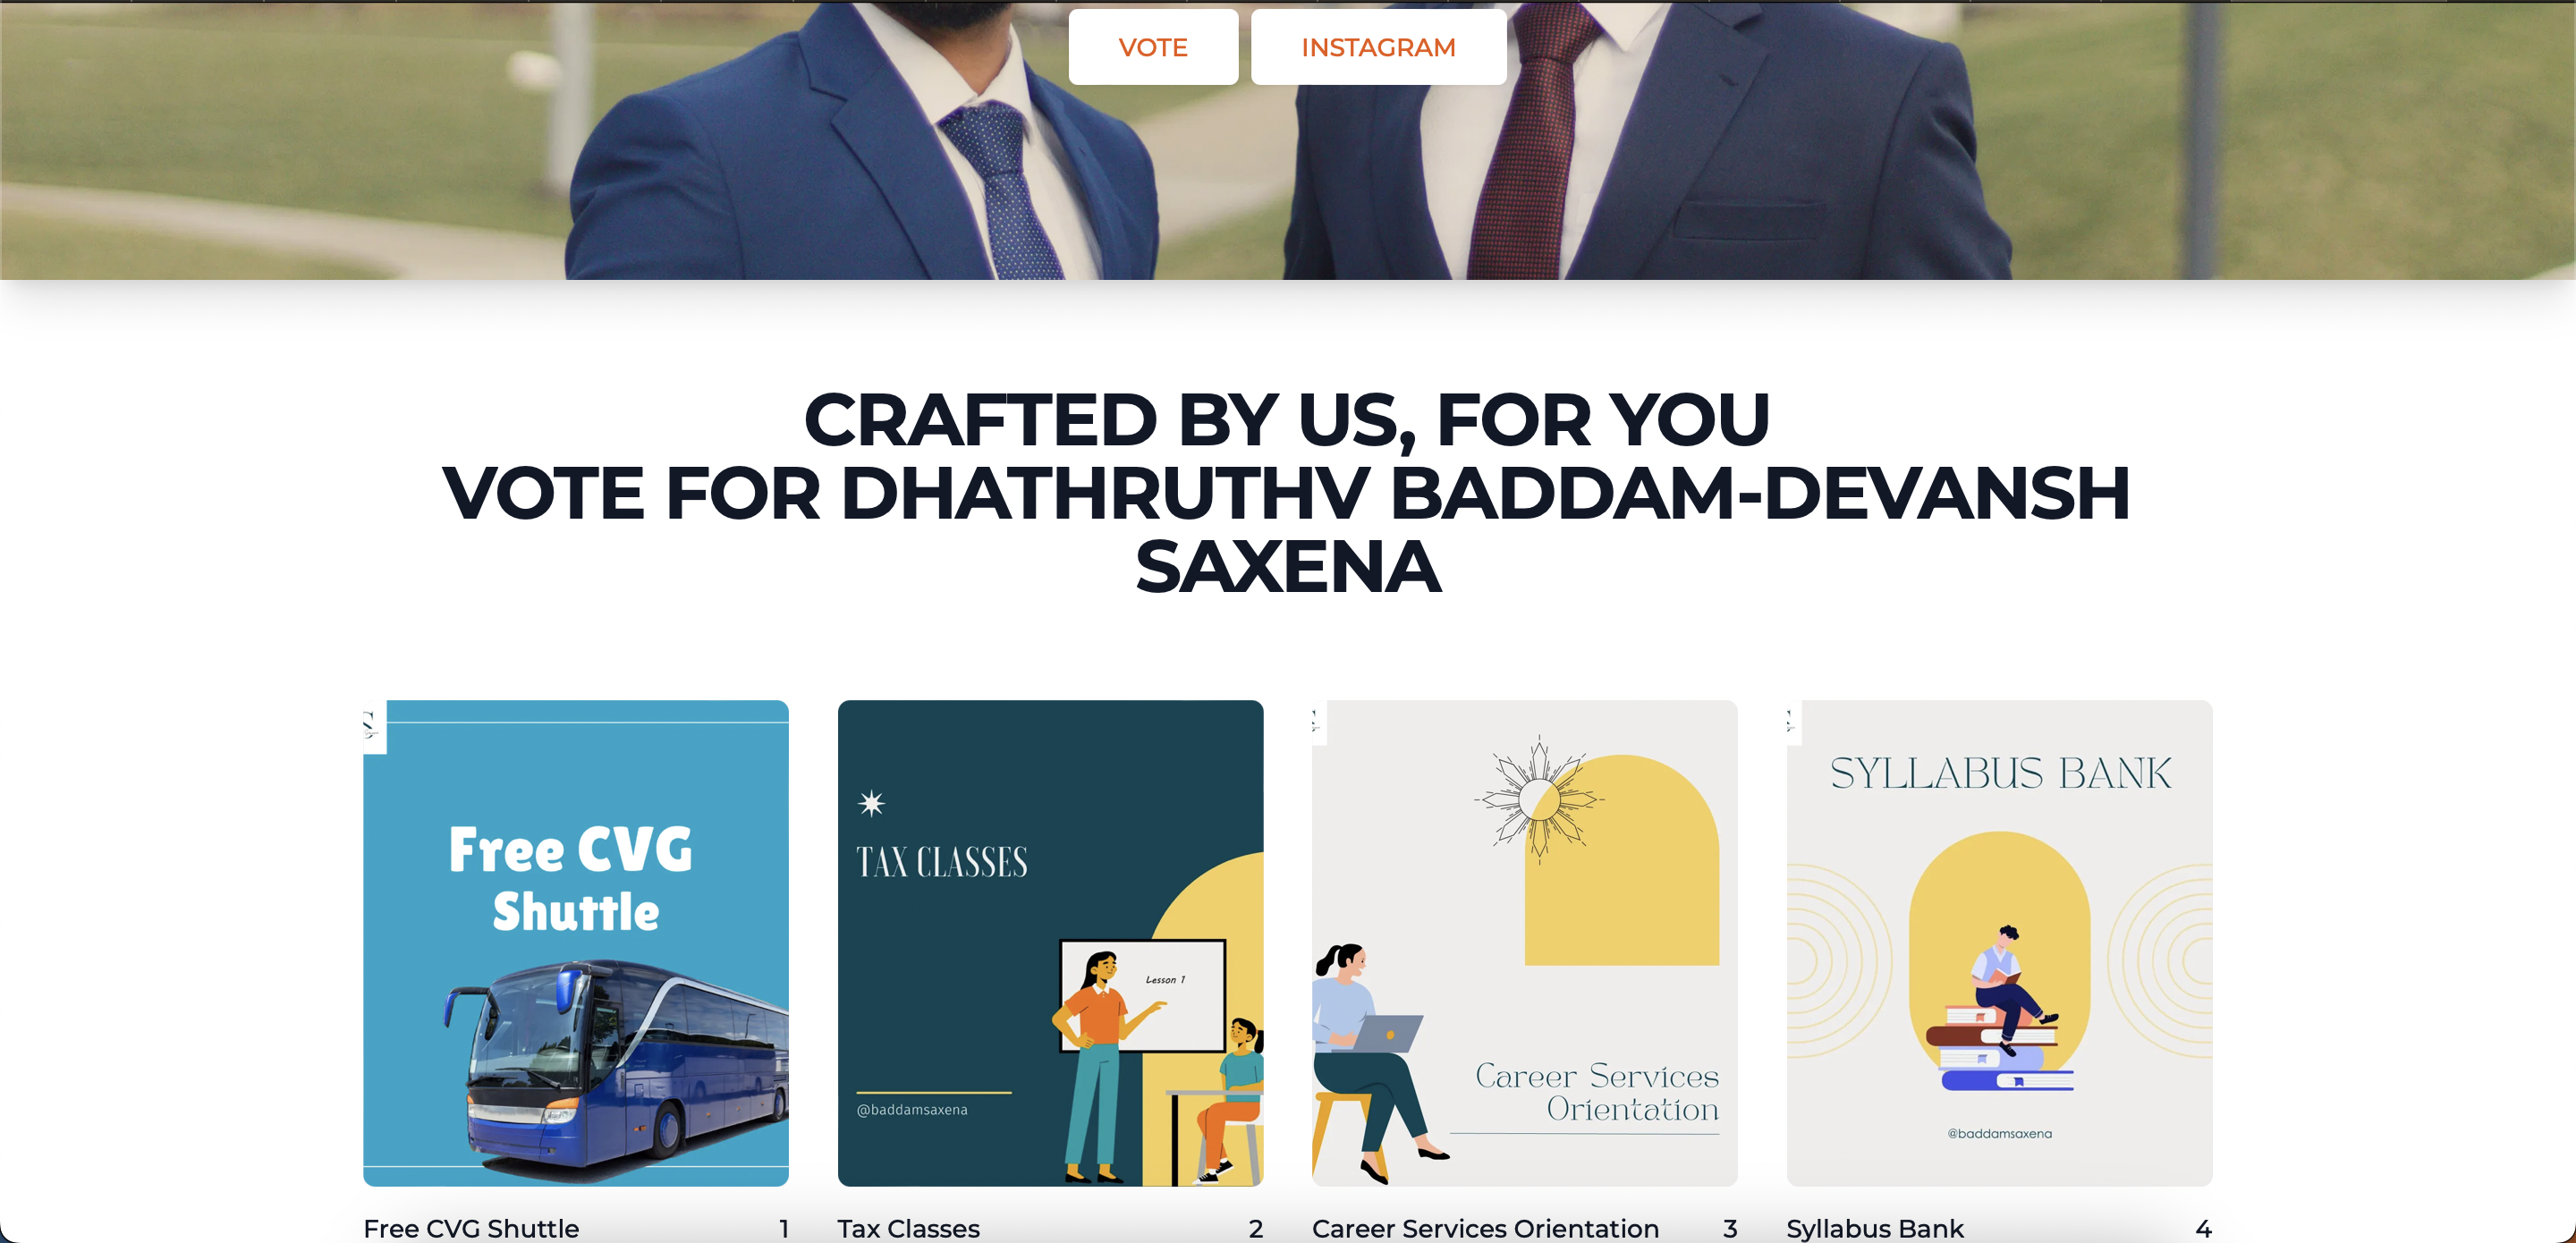 VOTE
INSTAGRAM
CRAFTED BY US, FOR YOU
VOTE FOR DHATHRUTHV BADDAM-DEVANSH
SAXENA
Free CVG
Shuttle
TAX CLASSES
Lesson 1
@baddamsaxena
Career Services
Orientation
SYLLABUS BANK
@baddamsaxena
Free CVG Shuttle 1
Tax Classes 2
Career Services Orientation 3
Syllabus Bank 4